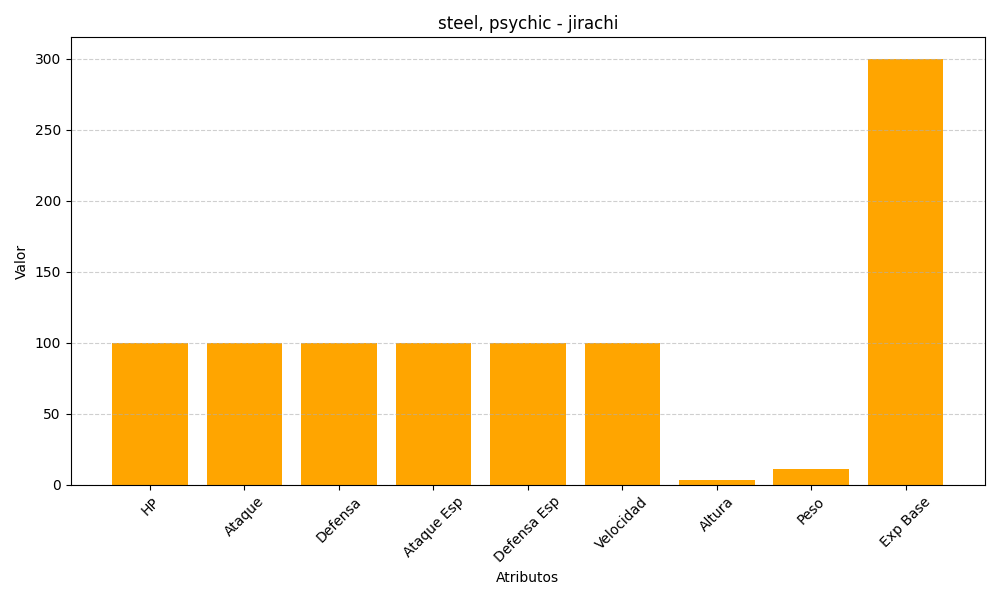 steel, psychic - jirachi
Valor
300
250
200
150
100
50
0
HP
Ataque
Defensa
Ataque Esp
Defensa Esp
Velocidad
Altura
Peso
Exp Base
Atributos